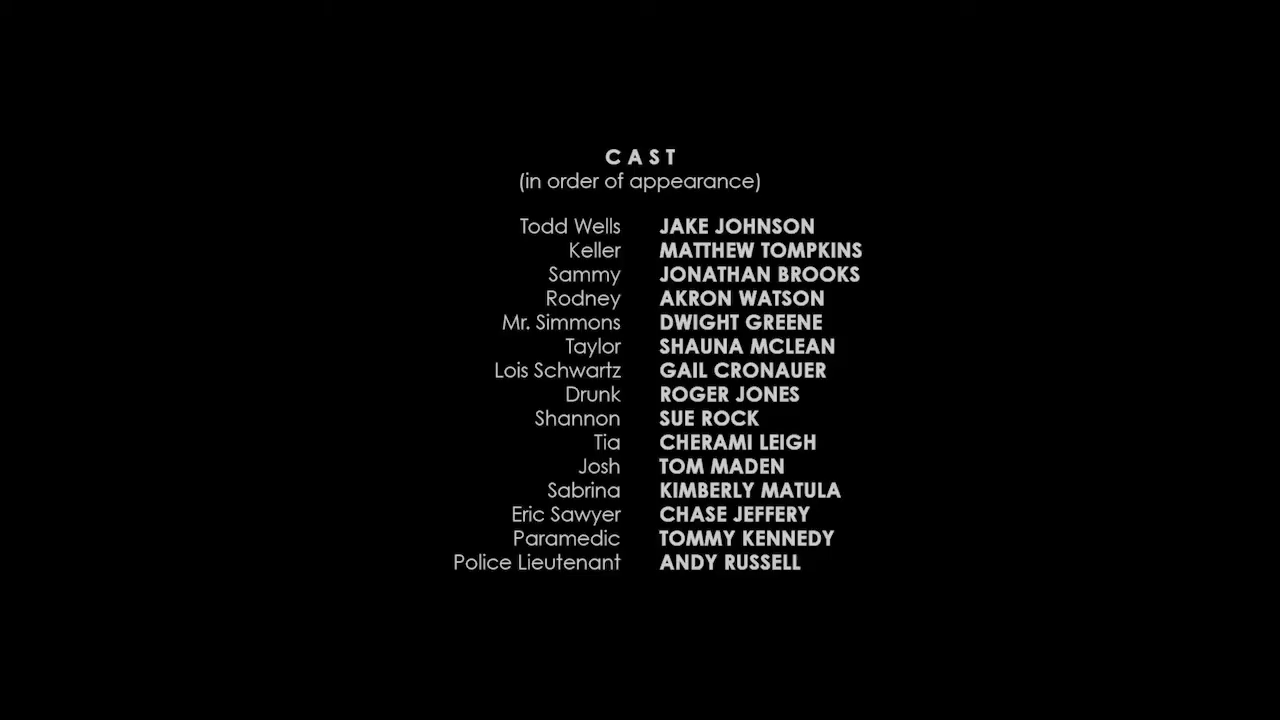 CAST
(in order of appearance)
Todd Wells JAKE JOHNSON
Keller MATTHEW TOMPKINS
Sammy JONATHAN BROOKS
Rodney AKRON WATSON
Mr. Simmons DWIGHT GREENE
Taylor SHAUNA MCLEAN
Lois Schwartz GAIL CRONAUER
Drunk ROGER JONES
Shannon SUE ROCK
Tia CHERAMI LEIGH
Josh TOM MADEN
Sabrina KIMBERLY MATULA
Eric Sawyer CHASE JEFFERY
Paramedic TOMMY KENNEDY
Police Lieutenant ANDY RUSSELL